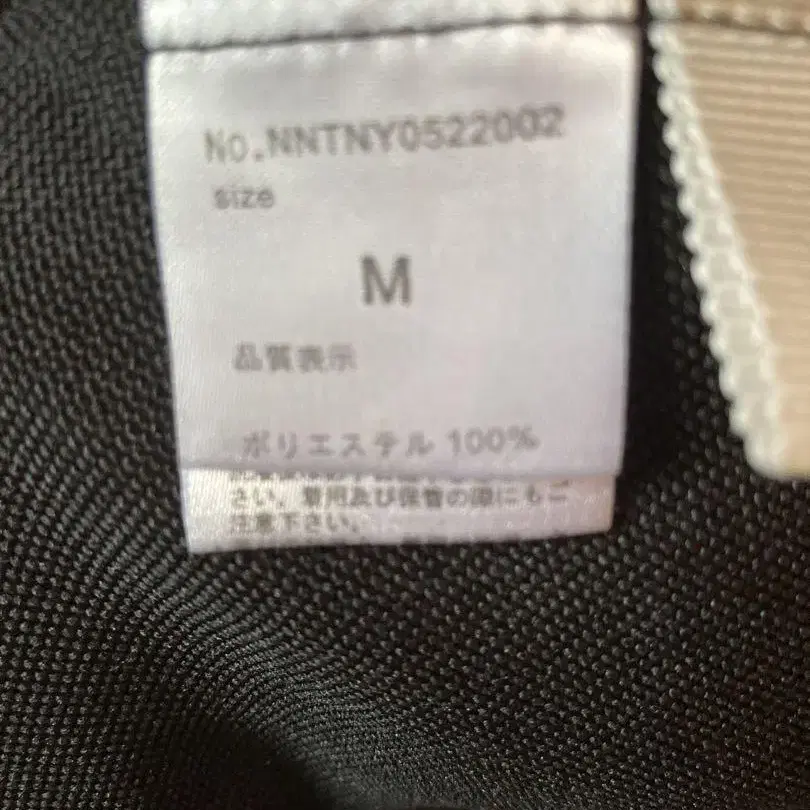 No.NNTNY0522002
size
M
品質表示
ポリエステル 100%
さい。着用及び保管の際にもご
注意下さい。